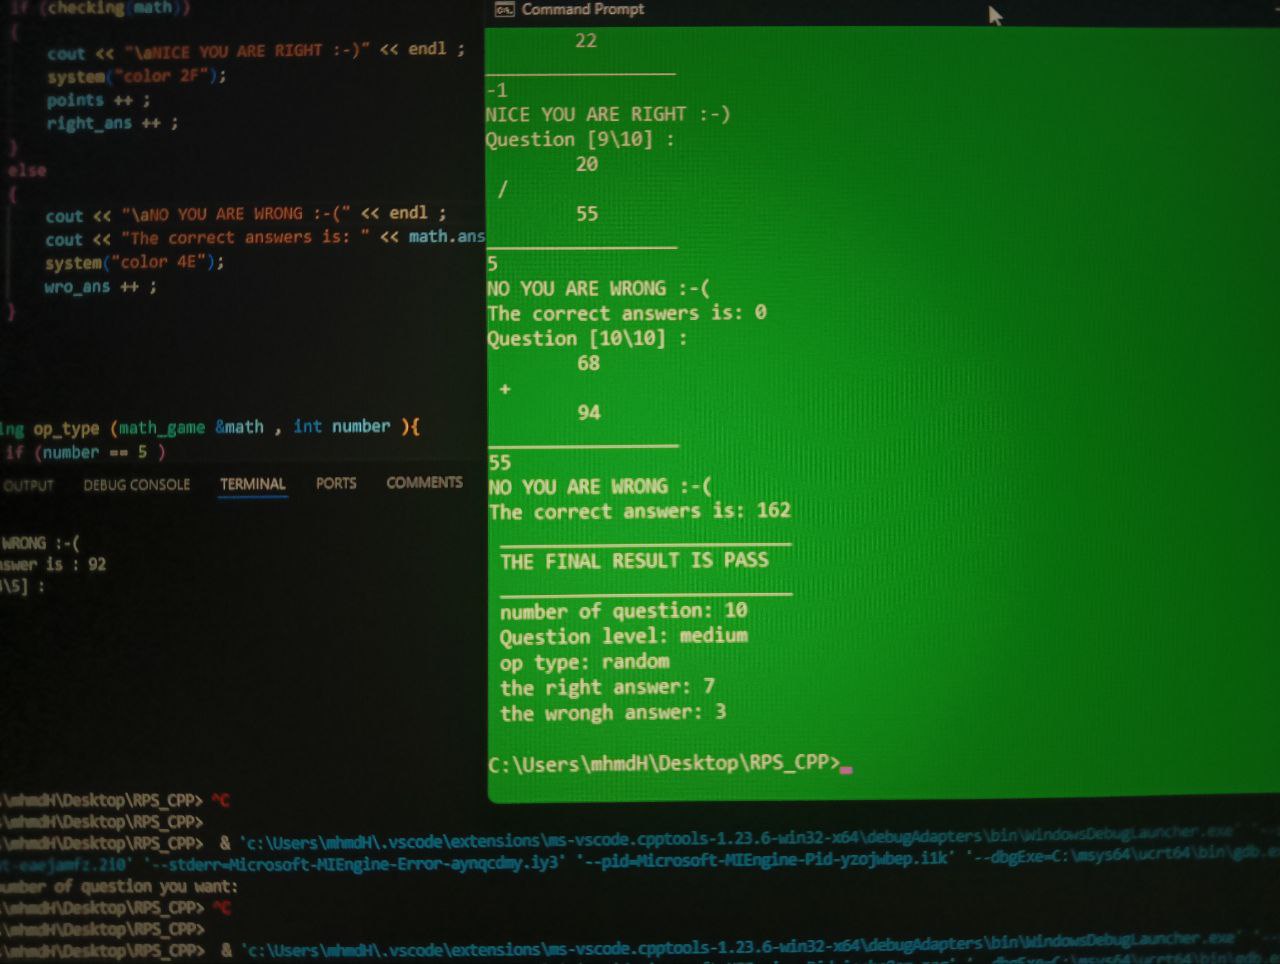 if (checking(math))
{
cout << "\aNICE YOU ARE RIGHT :-)" << endl ;
system("color 2F");
points ++ ;
right_ans ++ ;
}
else
{
cout << "\aNO YOU ARE WRONG :-(" << endl ;
cout << "The correct answers is: " << math.ans
system("color 4E");
wro_ans ++ ;
}
ing op_type (math_game &math , int number ){
if (number == 5 )
OUTPUT DEBUG CONSOLE TERMINAL PORTS COMMENTS
WRONG :-(
nswer is : 92
\5] :
\mhmdH\Desktop\RPS_CPP> ^C
\mhmdH\Desktop\RPS_CPP>
\mhmdH\Desktop\RPS_CPP> & 'c:\Users\mhmdH\.vscode\extensions\ms-vscode.cpptools-1.23.6-win32-x64\debugAdapters\bin\WindowsDebugLauncher.exe'
t-eaejamfz.210' '--stderr=Microsoft-MIEngine-Error-aynqcdmy.iy3' '--pid=Microsoft-MIEngine-Pid-yzojwbep.i1k' '--dbgExe=C:\msys64\ucrt64\bin\gdb.e
umber of question you want:
\mhmdH\Desktop\RPS_CPP> ^C
\mhmdH\Desktop\RPS_CPP>
\mhmdH\Desktop\RPS_CPP> & 'c:\Users\mhmdH\.vscode\extensions\ms-vscode.cpptools-1.23.6-win32-x64\debugAdapters\bin\WindowsDebugLauncher.exe'
Command Prompt
22
-1
NICE YOU ARE RIGHT :-)
Question [9\10] :
20
/
55
5
NO YOU ARE WRONG :-(
The correct answers is: 0
Question [10\10] :
68
+
94
55
NO YOU ARE WRONG :-(
The correct answers is: 162
THE FINAL RESULT IS PASS
number of question: 10
Question level: medium
op type: random
the right answer: 7
the wrongh answer: 3
C:\Users\mhmdH\Desktop\RPS_CPP>